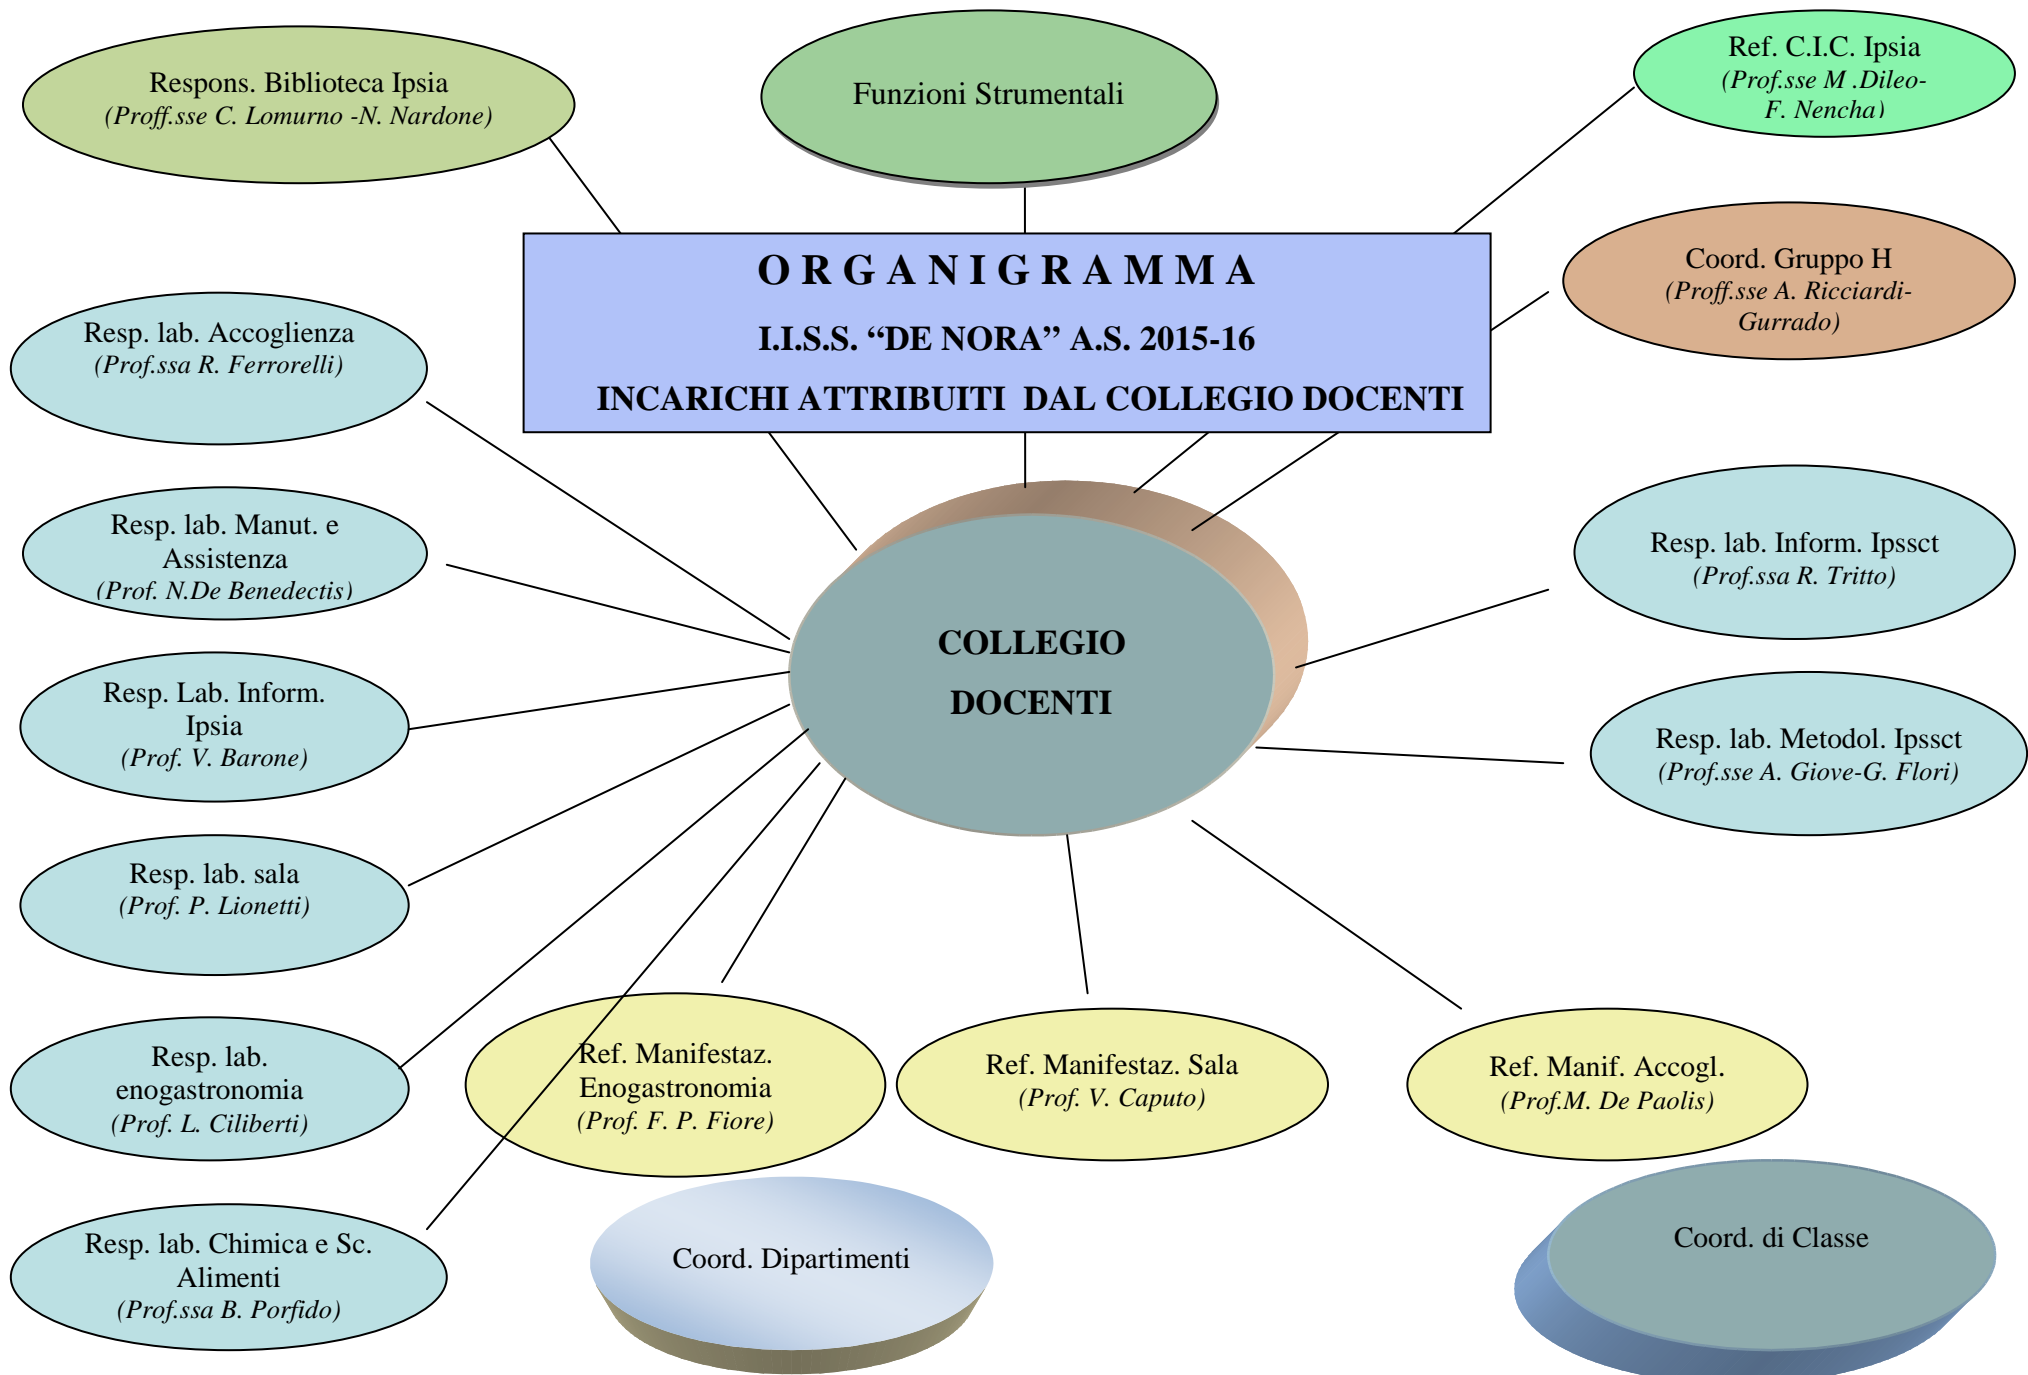 Respons. Biblioteca Ipsia
(Proff.sse C. Lomurno -N. Nardone)
Funzioni Strumentali
Ref. C.I.C. Ipsia
(Prof.sse M .Dileo-
F. Nencha)
ORGANIGRAMMA
I.I.S.S. “DE NORA” A.S. 2015-16
INCARICHI ATTRIBUITI DAL COLLEGIO DOCENTI
Coord. Gruppo H
(Proff.sse A. Ricciardi-
Gurrado)
Resp. lab. Accoglienza
(Prof.ssa R. Ferrorelli)
Resp. lab. Manut. e
Assistenza
(Prof. N.De Benedectis)
Resp. lab. Inform. Ipssct
(Prof.ssa R. Tritto)
COLLEGIO
DOCENTI
Resp. Lab. Inform.
Ipsia
(Prof. V. Barone)
Resp. lab. Metodol. Ipssct
(Prof.sse A. Giove-G. Flori)
Resp. lab. sala
(Prof. P. Lionetti)
Resp. lab.
enogastronomia
(Prof. L. Ciliberti)
Ref. Manifestaz.
Enogastronomia
(Prof. F. P. Fiore)
Ref. Manifestaz. Sala
(Prof. V. Caputo)
Ref. Manif. Accogl.
(Prof.M. De Paolis)
Resp. lab. Chimica e Sc.
Alimenti
(Prof.ssa B. Porfido)
Coord. Dipartimenti
Coord. di Classe